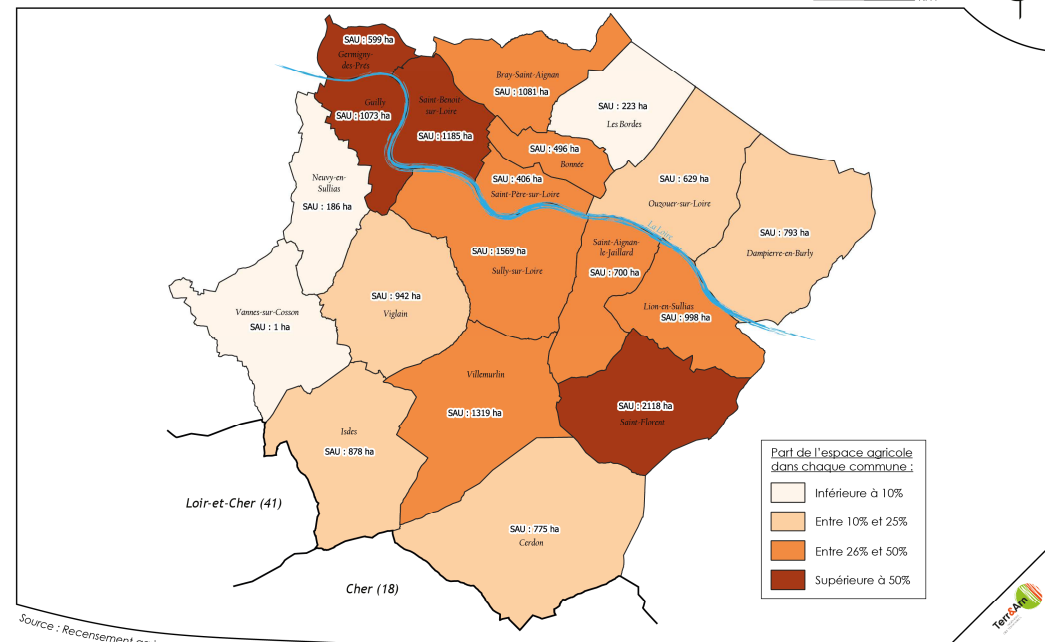 SAU : 599 ha
Germigny-
des-Prés
Guilly
SAU : 1073 ha
Saint-Benoit-
sur-Loire
SAU : 1185 ha
Bray-Saint-Aignan
SAU : 1081 ha
SAU : 223 ha
Les Bordes
SAU : 496 ha
Bonnée
SAU : 406 ha
Saint-Père-sur-Loire
SAU : 629 ha
Ouzouer-sur-Loire
Neuvy-en-
Sullias
SAU : 186 ha
La Loire
SAU : 793 ha
Dampierre-en-Burly
SAU : 1569 ha
Sully-sur-Loire
Saint-Aignan-
le-Jaillard
SAU : 700 ha
SAU : 942 ha
Viglain
Vannes-sur-Cosson
SAU : 1 ha
Lion-en-Sullias
SAU : 998 ha
Villemurlin
SAU : 1319 ha
SAU : 2118 ha
Saint-Florent
Isdes
SAU : 878 ha
SAU : 775 ha
Cerdon
Loir-et-Cher (41)
Cher (18)
Part de l'espace agricole
dans chaque commune :
Inférieure à 10%
Entre 10% et 25%
Entre 26% et 50%
Supérieure à 50%
Source : Recensement
Terr&Am